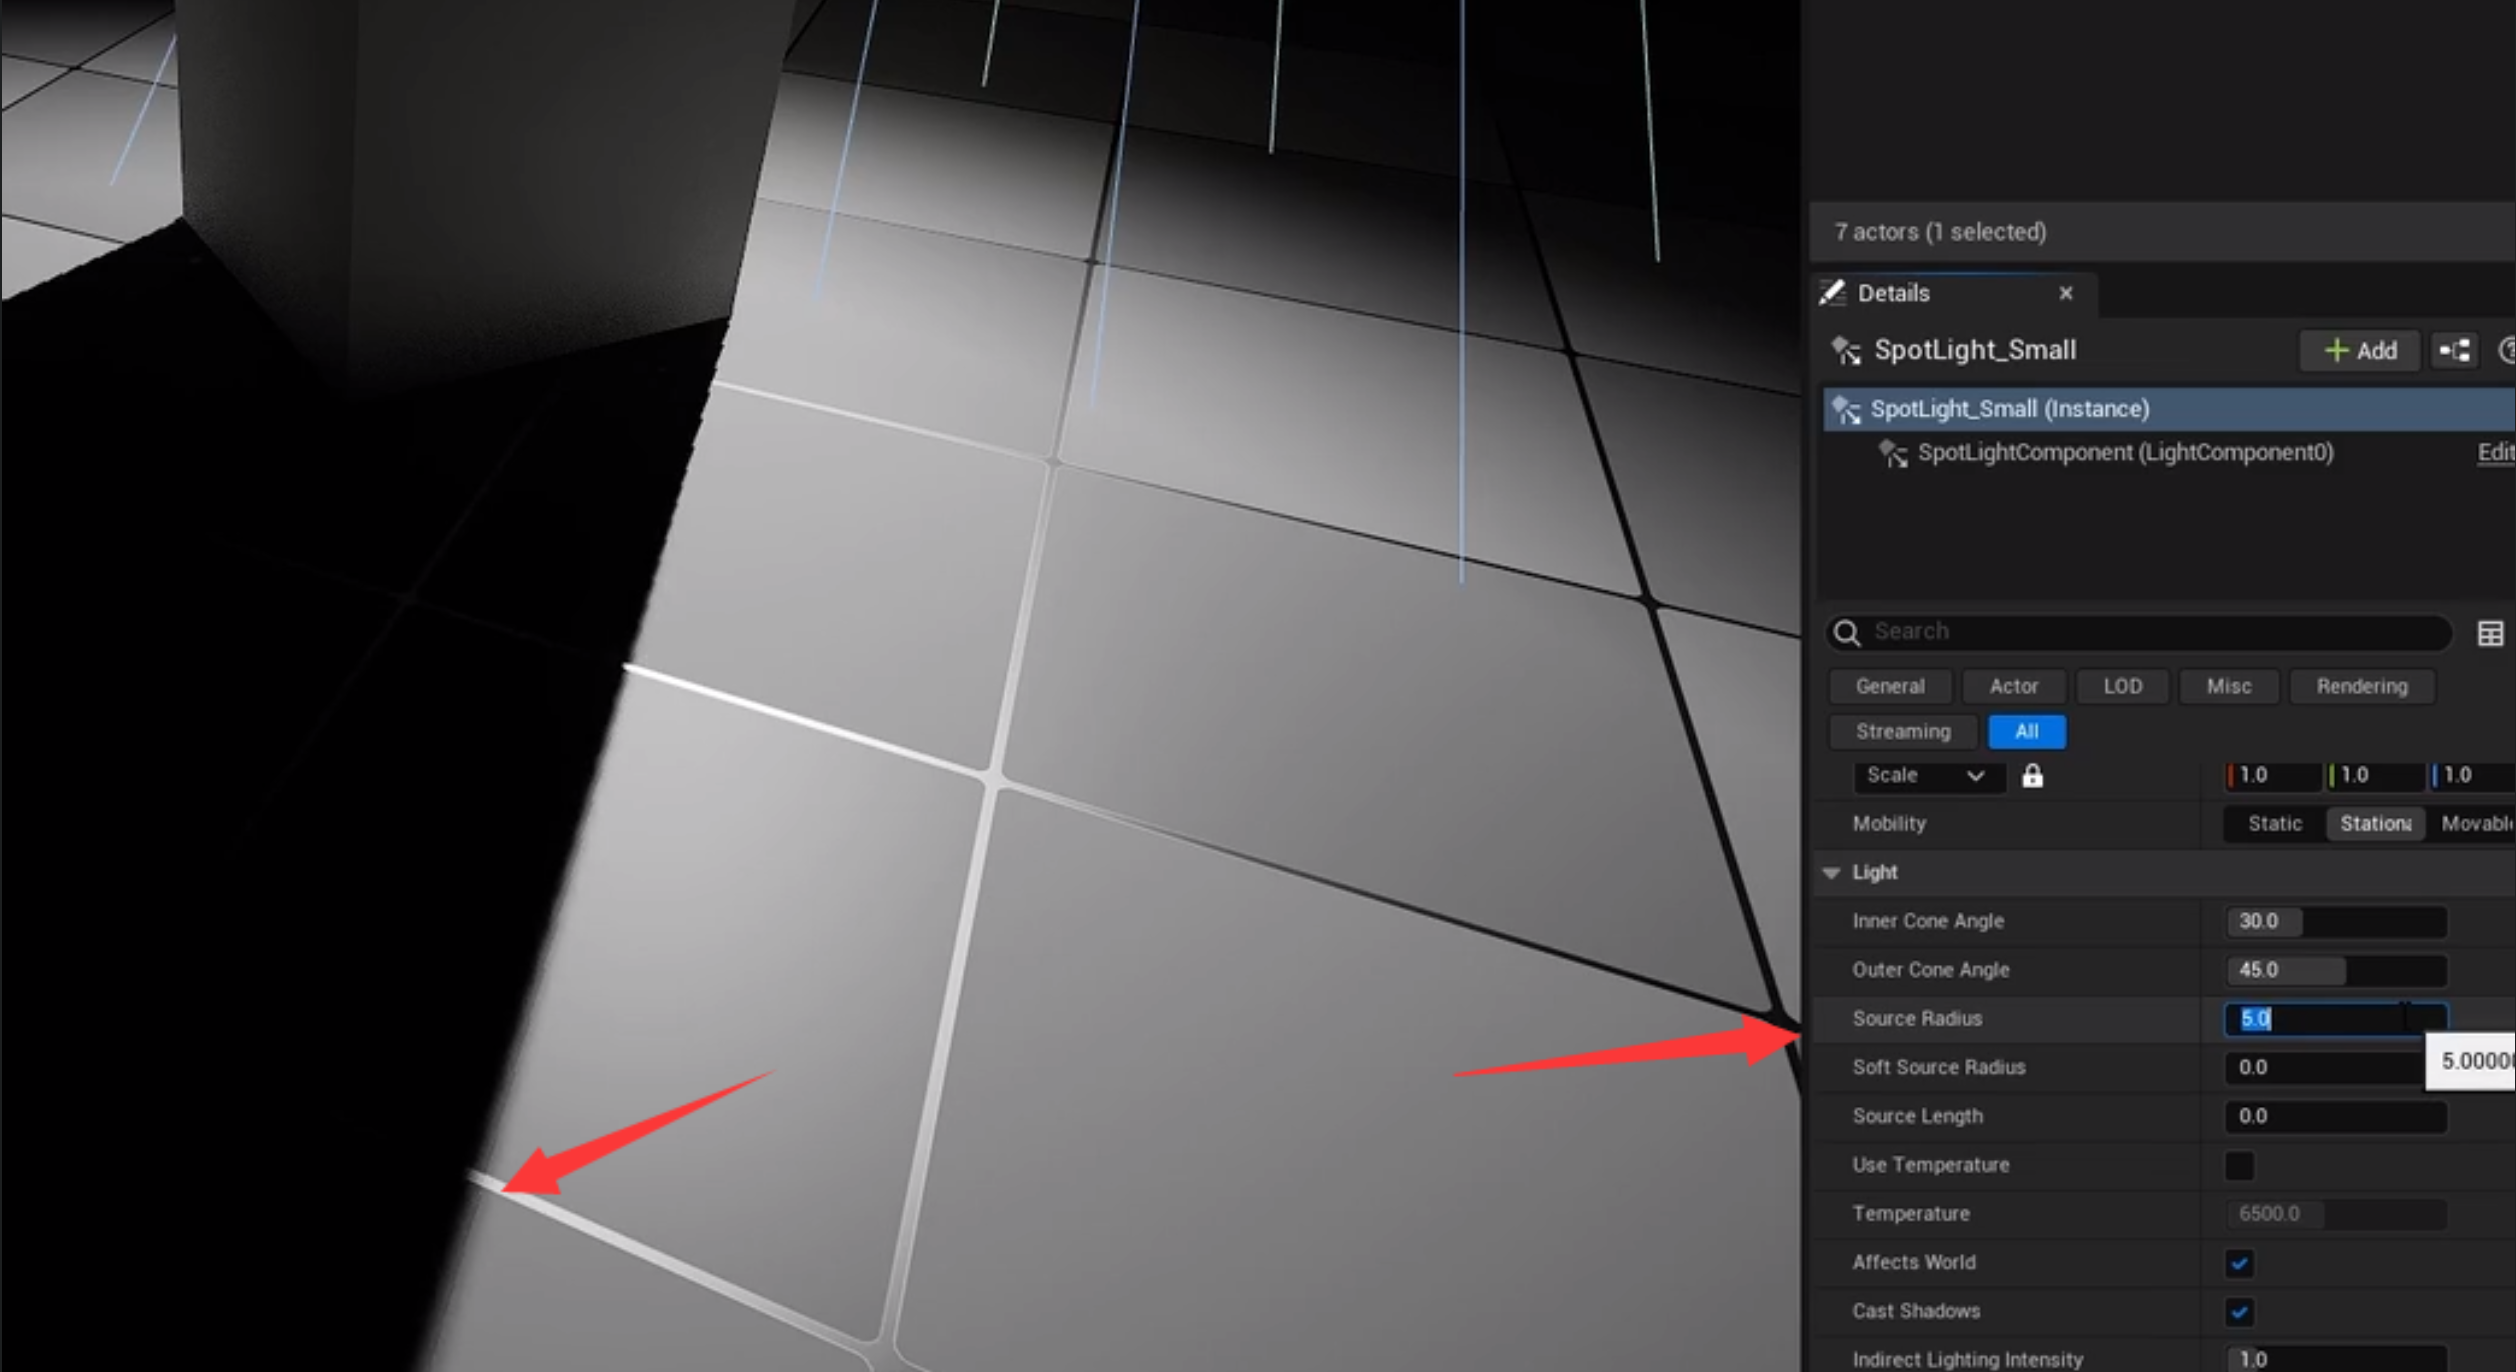 7 actors (1 selected)
Details
SpotLight_Small
Add
SpotLight_Small (Instance)
SpotLightComponent (LightComponent0)
Edit
Search
General Actor LOD Misc Rendering
Streaming All
Scale 1.0 1.0 1.0
Mobility Static
Light
Inner Cone Angle 30.0
Outer Cone Angle 45.0
Source Radius 5.0
Soft Source Radius 0.0
5.0000
Source Length 0.0
Use Temperature
Temperature 6500.0
Affects World
Cast Shadows
Indirect Lighting Intensity 1.0